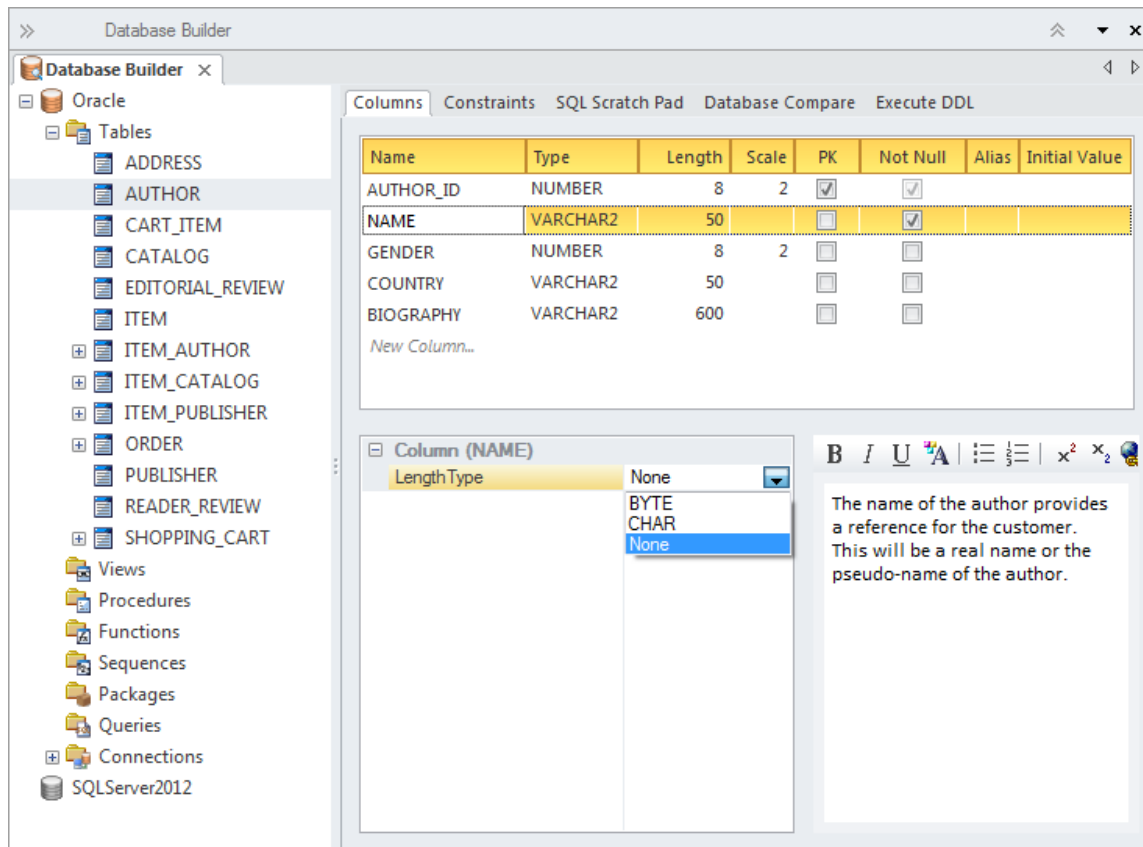 Database Builder
Database Builder
Oracle
Tables
ADDRESS
AUTHOR
CART_ITEM
CATALOG
EDITORIAL_REVIEW
ITEM
ITEM_AUTHOR
ITEM_CATALOG
ITEM_PUBLISHER
ORDER
PUBLISHER
READER_REVIEW
SHOPPING_CART
Views
Procedures
Functions
Sequences
Packages
Queries
Connections
SQLServer2012
Columns Constraints SQL Scratch Pad Database Compare Execute DDL
Name Type Length Scale PK Not Null Alias Initial Value
AUTHOR_ID NUMBER 8 2
NAME VARCHAR2 50
GENDER NUMBER 8 2
COUNTRY VARCHAR2 50
BIOGRAPHY VARCHAR2 600
New Column...
Column (NAME)
LengthType None
BYTE
CHAR
None
B I U A x² x₂
The name of the author provides
a reference for the customer.
This will be a real name or the
pseudo-name of the author.